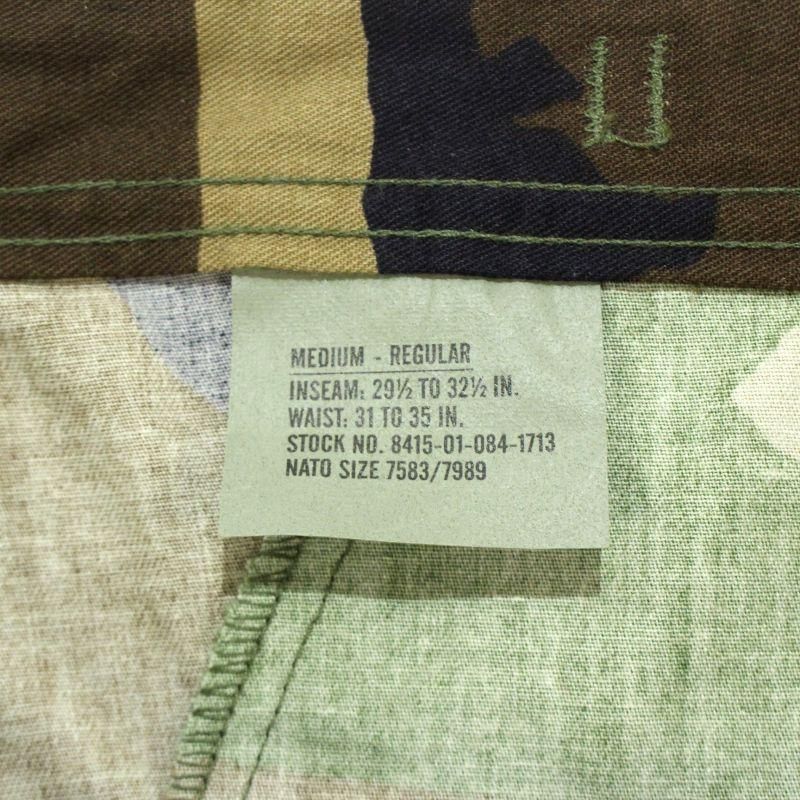 MEDIUM - REGULAR
INSEAM: 29½ TO 32½ IN.
WAIST: 31 TO 35 IN.
STOCK NO. 8415-01-084-1713
NATO SIZE 7583/7989